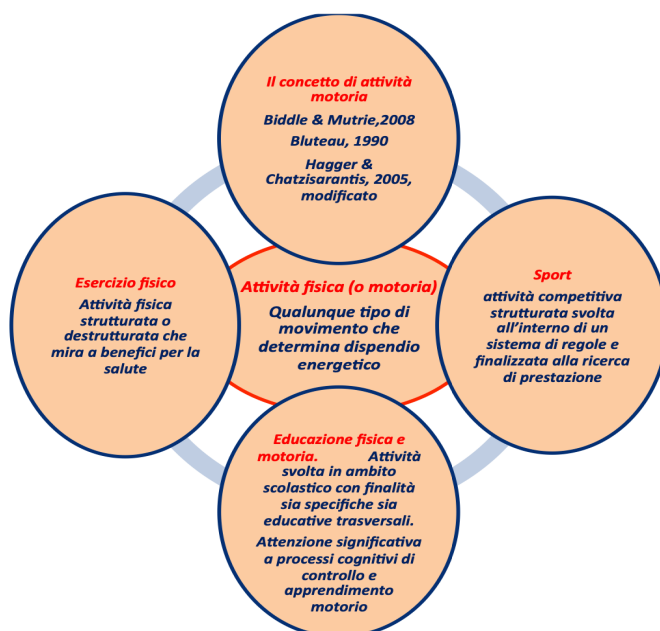 Il concetto di attività
motoria
Biddle & Mutrie,2008
Bluteau, 1990
Hagger &
Chatzisarantis, 2005,
modificato
Esercizio fisico
Attività fisica
strutturata o
destrutturata che
mira a benefici per la
salute
Attività fisica (o motoria)
Qualunque tipo di
movimento che
determina dispendio
energetico
Sport
attività competitiva
strutturata svolta
all’interno di un
sistema di regole e
finalizzata alla ricerca
di prestazione
Educazione fisica e
motoria. Attività
svolta in ambito
scolastico con finalità
sia specifiche sia
educative trasversali.
Attenzione significativa
a processi cognitivi di
controllo e
apprendimento
motorio